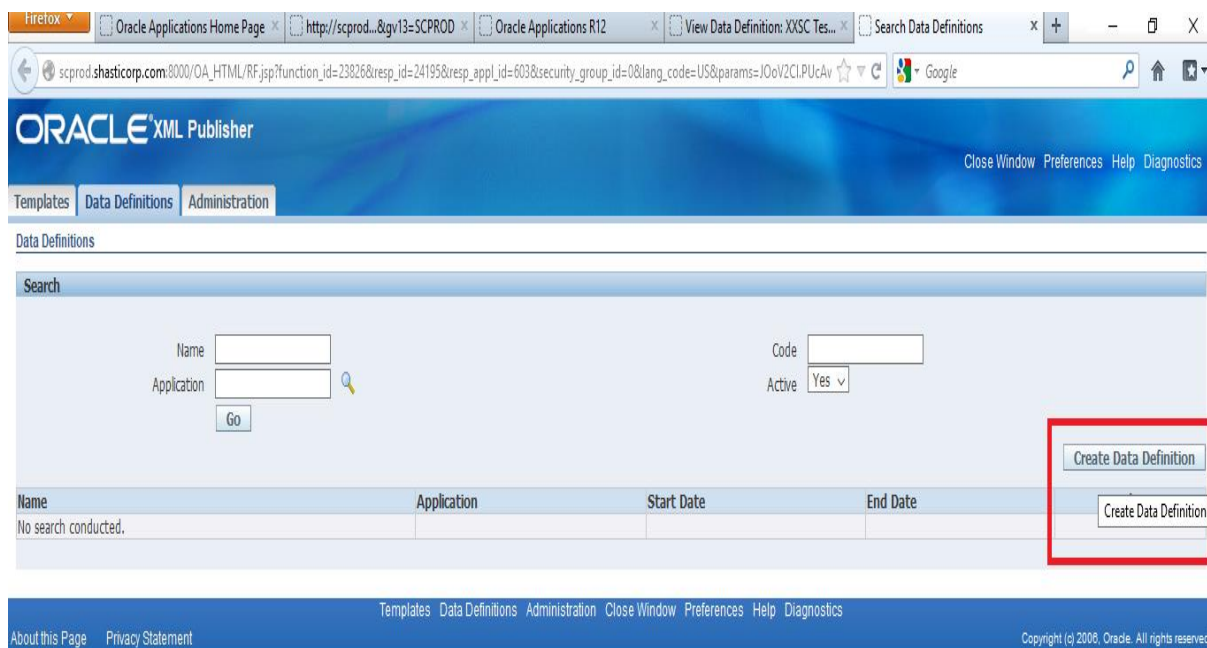 Firefox
Oracle Applications Home Page
http://scprod...&gv13=SCPROD
Oracle Applications R12
View Data Definition: XXSC Tes...
Search Data Definitions
scprod.shasticorp.com:8000/OA_HTML/RF.jsp?function_id=23826&resp_id=24195&resp_appl_id=603&security_group_id=0&lang_code=US&params=JOoV2CI.PUcAv
Google
ORACLE XML Publisher
Close Window Preferences Help Diagnostics
Templates Data Definitions Administration
Data Definitions
Search
Name
Code
Application
Active Yes
Go
Create Data Definition
Name Application Start Date End Date
No search conducted.
Create Data Definition
Templates Data Definitions Administration Close Window Preferences Help Diagnostics
About this Page Privacy Statement
Copyright (c) 2006, Oracle. All rights reserved